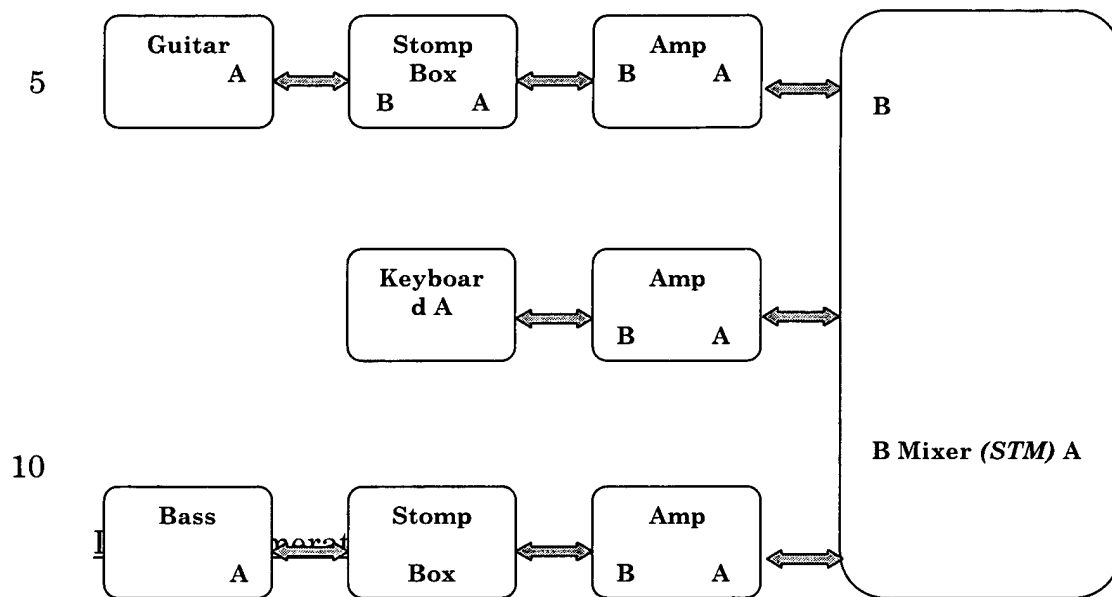 Guitar
A
Stomp
Box
B A
Amp
B A
5
B
Keyboar
d A
Amp
B A
B Mixer (STM) A
10
Bass
A
Stomp
Box
Amp
B A